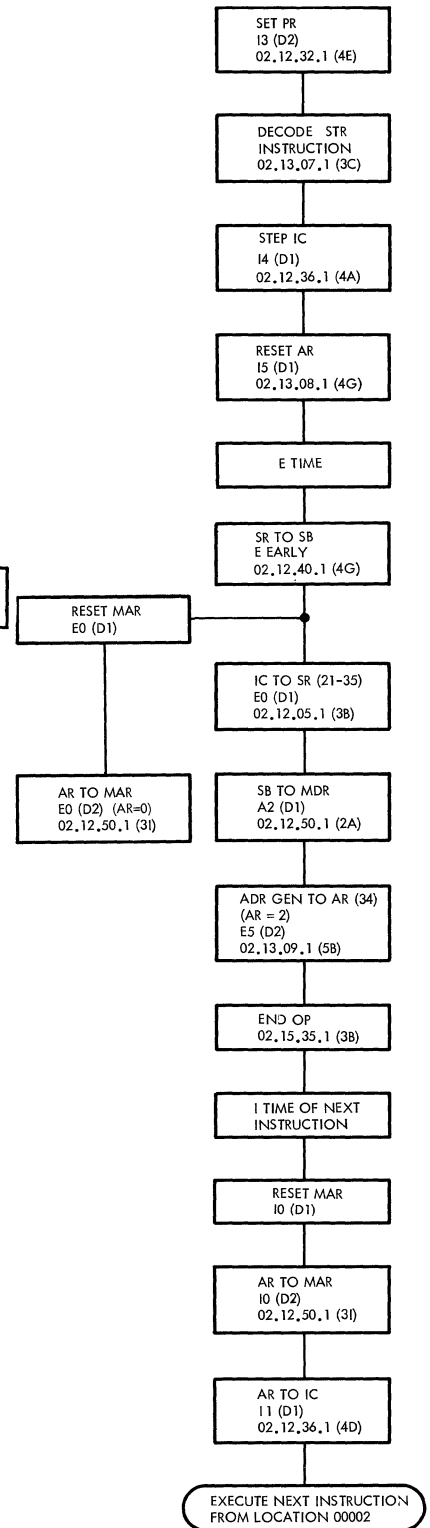 SET PR
I3 (D2)
02.12.32.1 (4E)
DECODE STR
INSTRUCTION
02.13.07.1 (3C)
STEP IC
I4 (D1)
02.12.36.1 (4A)
RESET AR
I5 (D1)
02.13.08.1 (4G)
E TIME
SR TO SB
E EARLY
02.12.40.1 (4G)
RESET MAR
E0 (D1)
IC TO SR (21-35)
E0 (D1)
02.12.05.1 (3B)
AR TO MAR
E0 (D2) (AR=0)
02.12.50.1 (3I)
SB TO MDR
A2 (D1)
02.12.50.1 (2A)
ADR GEN TO AR (34)
(AR = 2)
E5 (D2)
02.13.09.1 (5B)
END OP
02.15.35.1 (3B)
I TIME OF NEXT
INSTRUCTION
RESET MAR
I0 (D1)
AR TO MAR
I0 (D2)
02.12.50.1 (3I)
AR TO IC
I1 (D1)
02.12.36.1 (4D)
EXECUTE NEXT INSTRUCTION
FROM LOCATION 00002